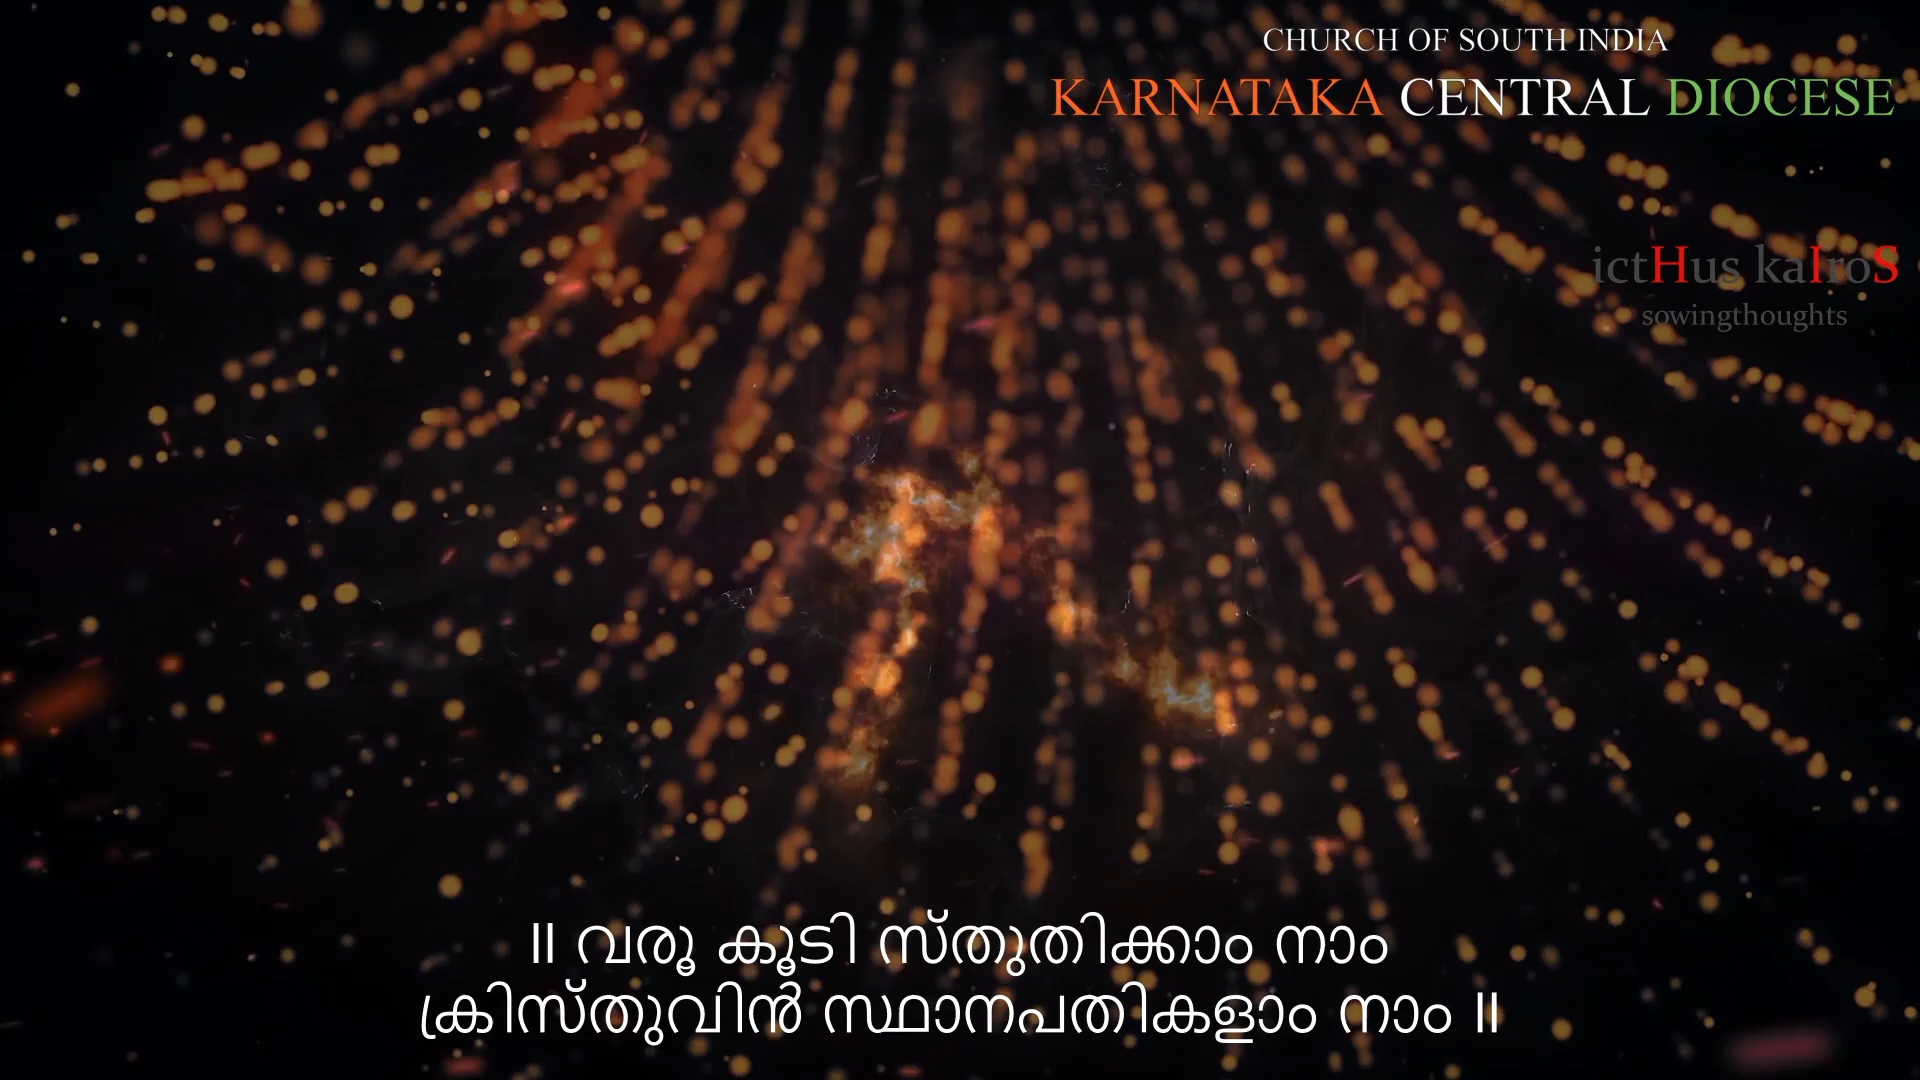 CHURCH OF SOUTH INDIA
KARNATAKA CENTRAL DIOCESE
ictHus kaIroS
sowingthoughts
॥ വരൂ കൂടി സ്തുതിക്കാം നാം
ക്രിസ്തുവിൻ സ്ഥാനപതികളാം നാം ॥